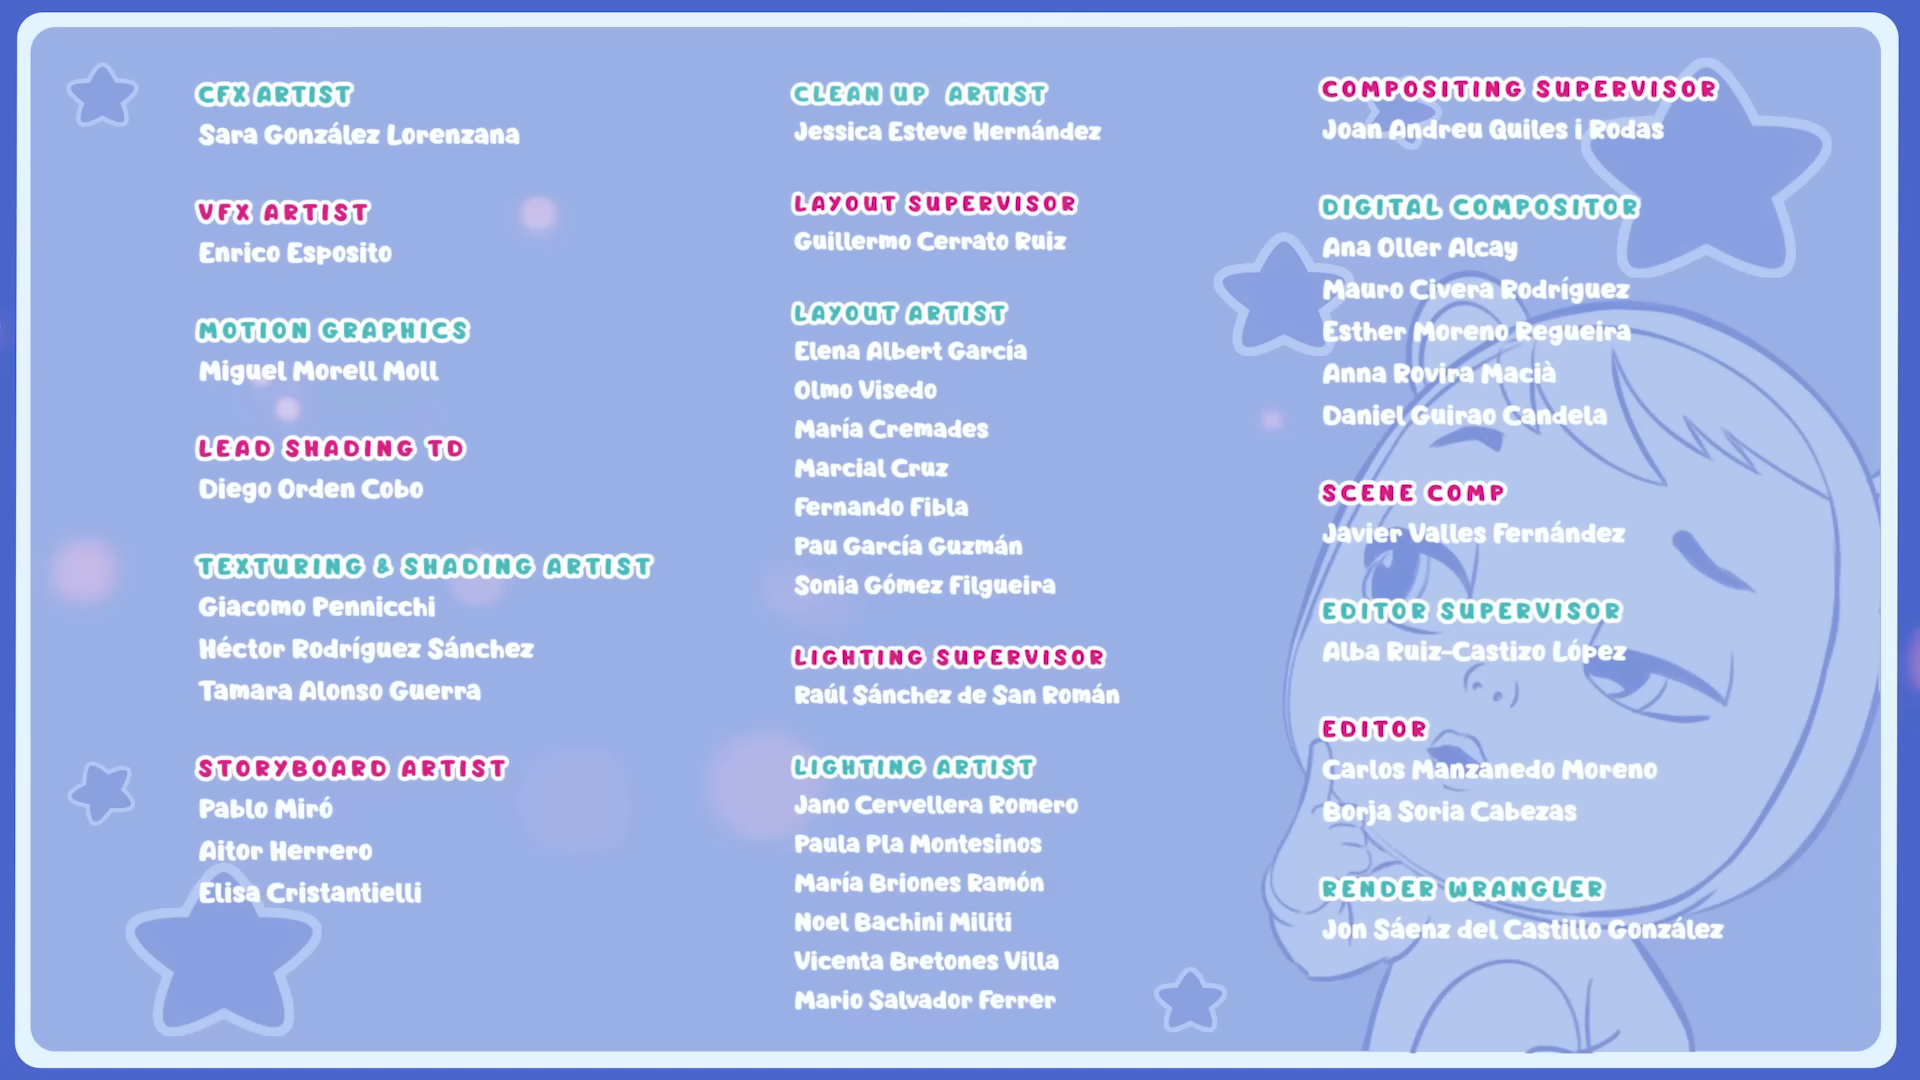 CFX ARTIST
Sara González Lorenzana
VFX ARTIST
Enrico Esposito
MOTION GRAPHICS
Miguel Morell Moll
LEAD SHADING TD
Diego Orden Cobo
TEXTURING & SHADING ARTIST
Giacomo Pennicchi
Héctor Rodríguez Sánchez
Tamara Alonso Guerra
STORYBOARD ARTIST
Pablo Miró
Aitor Herrero
Elisa Cristantielli
CLEAN UP ARTIST
Jessica Esteve Hernández
LAYOUT SUPERVISOR
Guillermo Cerrato Ruiz
LAYOUT ARTIST
Elena Albert García
Olmo Visedo
María Cremades
Marcial Cruz
Fernando Fibla
Pau García Guzmán
Sonia Gómez Filgueira
LIGHTING SUPERVISOR
Raúl Sánchez de San Román
LIGHTING ARTIST
Jano Cervellera Romero
Paula Pla Montesinos
María Briones Ramón
Noel Bachini Militi
Vicenta Bretones Villa
Mario Salvador Ferrer
COMPOSITING SUPERVISOR
Joan Andreu Quiles i Rodas
DIGITAL COMPOSITOR
Ana Oller Alcay
Mauro Civera Rodríguez
Esther Moreno Regueira
Anna Rovira Macià
Daniel Guirao Candela
SCENE COMP
Javier Valles Fernández
EDITOR SUPERVISOR
Alba Ruiz-Castizo López
EDITOR
Carlos Manzanedo Moreno
Borja Soria Cabezas
RENDER WRANGLER
Jon Sáenz del Castillo González